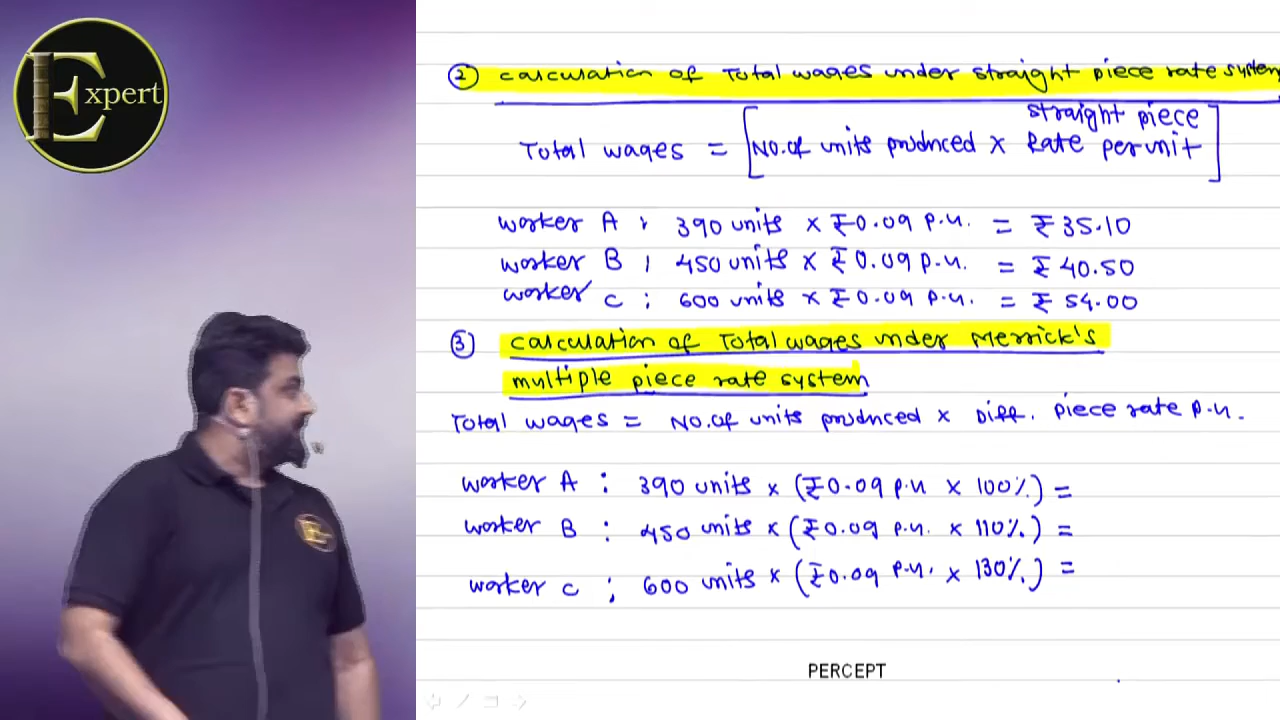 Expert
② calculation of Total wages under straight piece rate system
Total wages = [No. of units produced × straight piece Rate per unit]
worker A : 390 units × ₹0.09 p.u. = ₹35.10
worker B : 450 units × ₹0.09 p.u. = ₹40.50
worker C : 600 units × ₹0.09 p.u. = ₹54.00
③ calculation of Total wages under Merrick's
multiple piece rate system
Total wages = No. of units produced × Diff. piece rate p.u.
worker A : 390 units × (₹0.09 p.u × 100%) =
worker B : 450 units × (₹0.09 p.u. × 110%) =
worker C : 600 units × (₹0.09 p.u. × 130%) =
PERCEPT